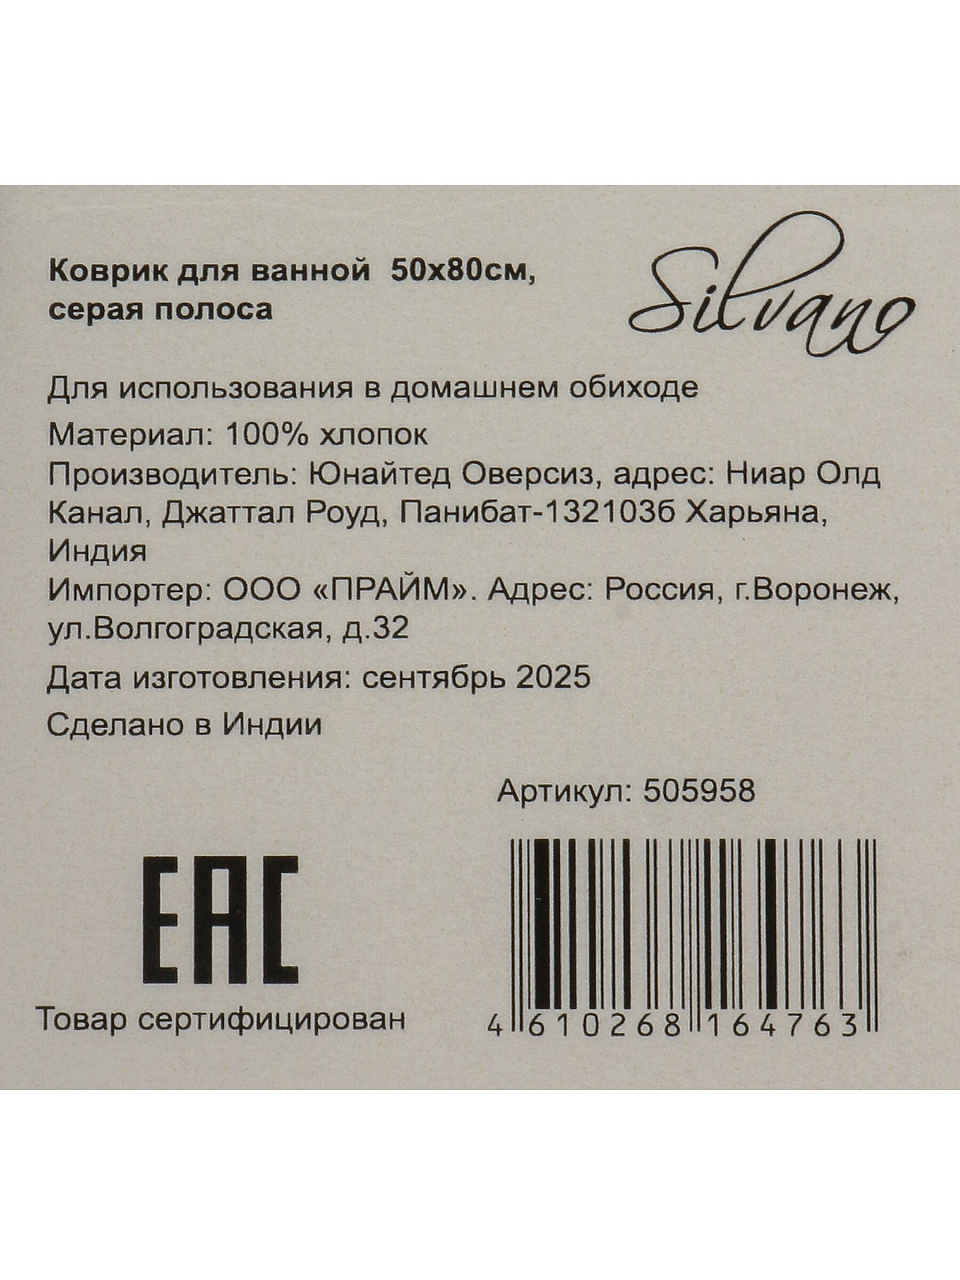 Silvano
Коврик для ванной 50x80см,
серая полоса
Для использования в домашнем обиходе
Материал: 100% хлопок
Производитель: Юнайтед Оверсиз, адрес: Ниар Олд
Канал, Джаттал Роуд, Панибат-132103б Харьяна,
Индия
Импортер: ООО «ПРАЙМ». Адрес: Россия, г.Воронеж,
ул.Волгоградская, д.32
Дата изготовления: сентябрь 2025
Сделано в Индии
Артикул: 505958
EAC
Товар сертифицирован
4 610268 164763